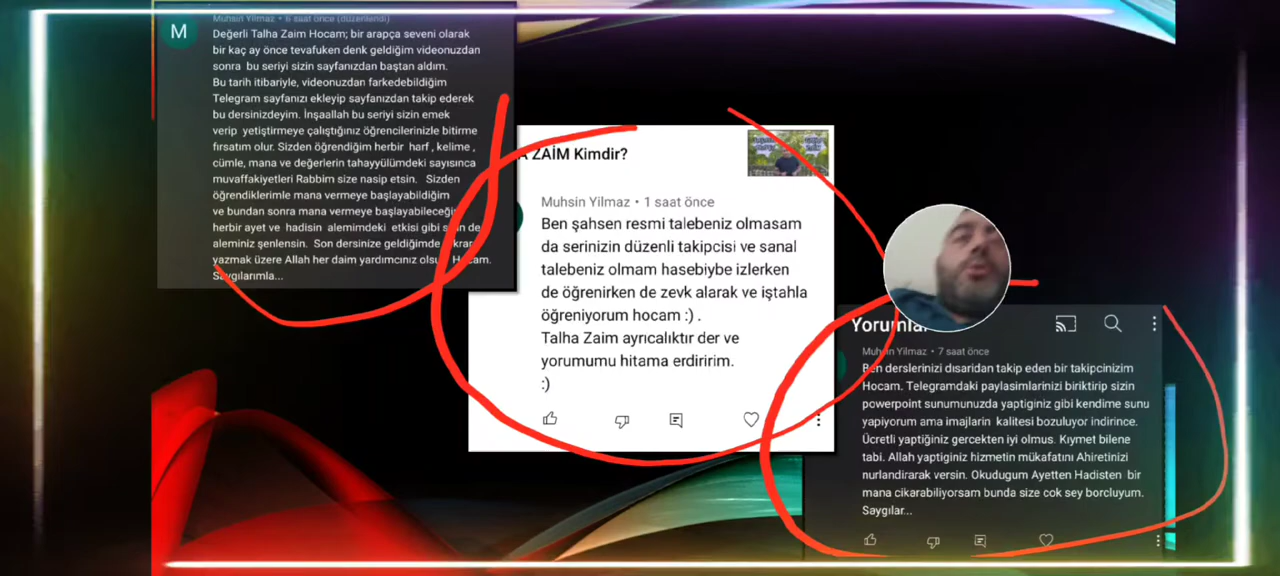 Muhsin Yilmaz • 6 saat önce (düzenlendi)
M
Değerli Talha Zaim Hocam; bir arapça seveni olarak
bir kaç ay önce tevafuken denk geldiğim videonuzdan
sonra bu seriyi sizin sayfanızdan baştan aldım.
Bu tarih itibariyle, videonuzdan farkedebildiğim
Telegram sayfanızı ekleyip sayfanızdan takip ederek
bu dersinizdeyim. İnşaallah bu seriyi sizin emek
verip yetiştirmeye çalıştığınız öğrencilerinizle bitirme
fırsatım olur. Sizden öğrendiğim herbir harf , kelime ,
cümle, mana ve değerlerin tahayyülümdeki sayısınca
muvaffakiyetleri Rabbim size nasip etsin. Sizden
öğrendiklerimle mana vermeye başlayabildiğim
ve bundan sonra mana vermeye başlayabileceğim
herbir ayet ve hadisin alemimdeki etkisi gibi sizin de
aleminiz şenlensin. Son dersinize geldiğimde tekrar
yazmak üzere Allah her daim yardımcınız olsun Hocam.
Saygılarımla...
A ZAİM Kimdir?
Muhsin Yilmaz • 1 saat önce
Ben şahsen resmi talebeniz olmasam
da serinizin düzenli takipcisi ve sanal
talebeniz olmam hasebiybe izlerken
de öğrenirken de zevk alarak ve iştahla
öğreniyorum hocam :) .
Talha Zaim ayrıcalıktır der ve
yorumumu hitama erdiririm.
:)
Yorumlar
Muhsin Yilmaz • 7 saat önce
Ben derslerinizi dısaridan takip eden bir takipcinizim
Hocam. Telegramdaki paylasimlarinizi biriktirip sizin
powerpoint sunumunuzda yaptiginiz gibi kendime sunu
yapiyorum ama imajlarin kalitesi bozuluyor indirince.
Ücretli yaptiğiniz gercekten iyi olmus. Kıymet bilene
tabi. Allah yaptiginiz hizmetin mükafatını Ahiretinizi
nurlandirarak versin. Okudugum Ayetten Hadisten bir
mana cikarabiliyorsam bunda size cok sey borcluyum.
Saygılar...